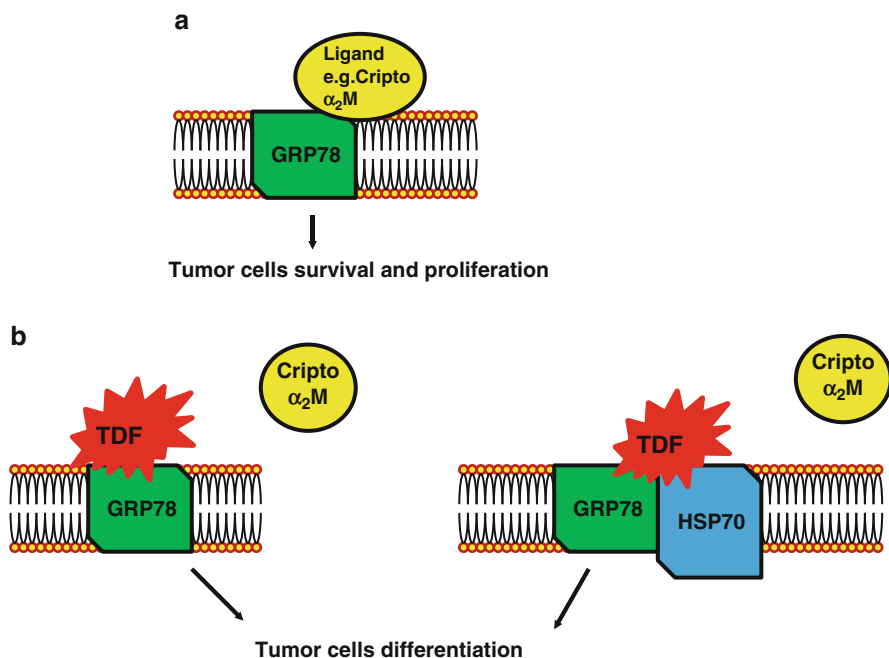 a
Ligand
e.g.Cripto
α₂M
GRP78
Tumor cells survival and proliferation
b
Cripto
α₂M
TDF
GRP78
Cripto
α₂M
TDF
GRP78
HSP70
Tumor cells differentiation